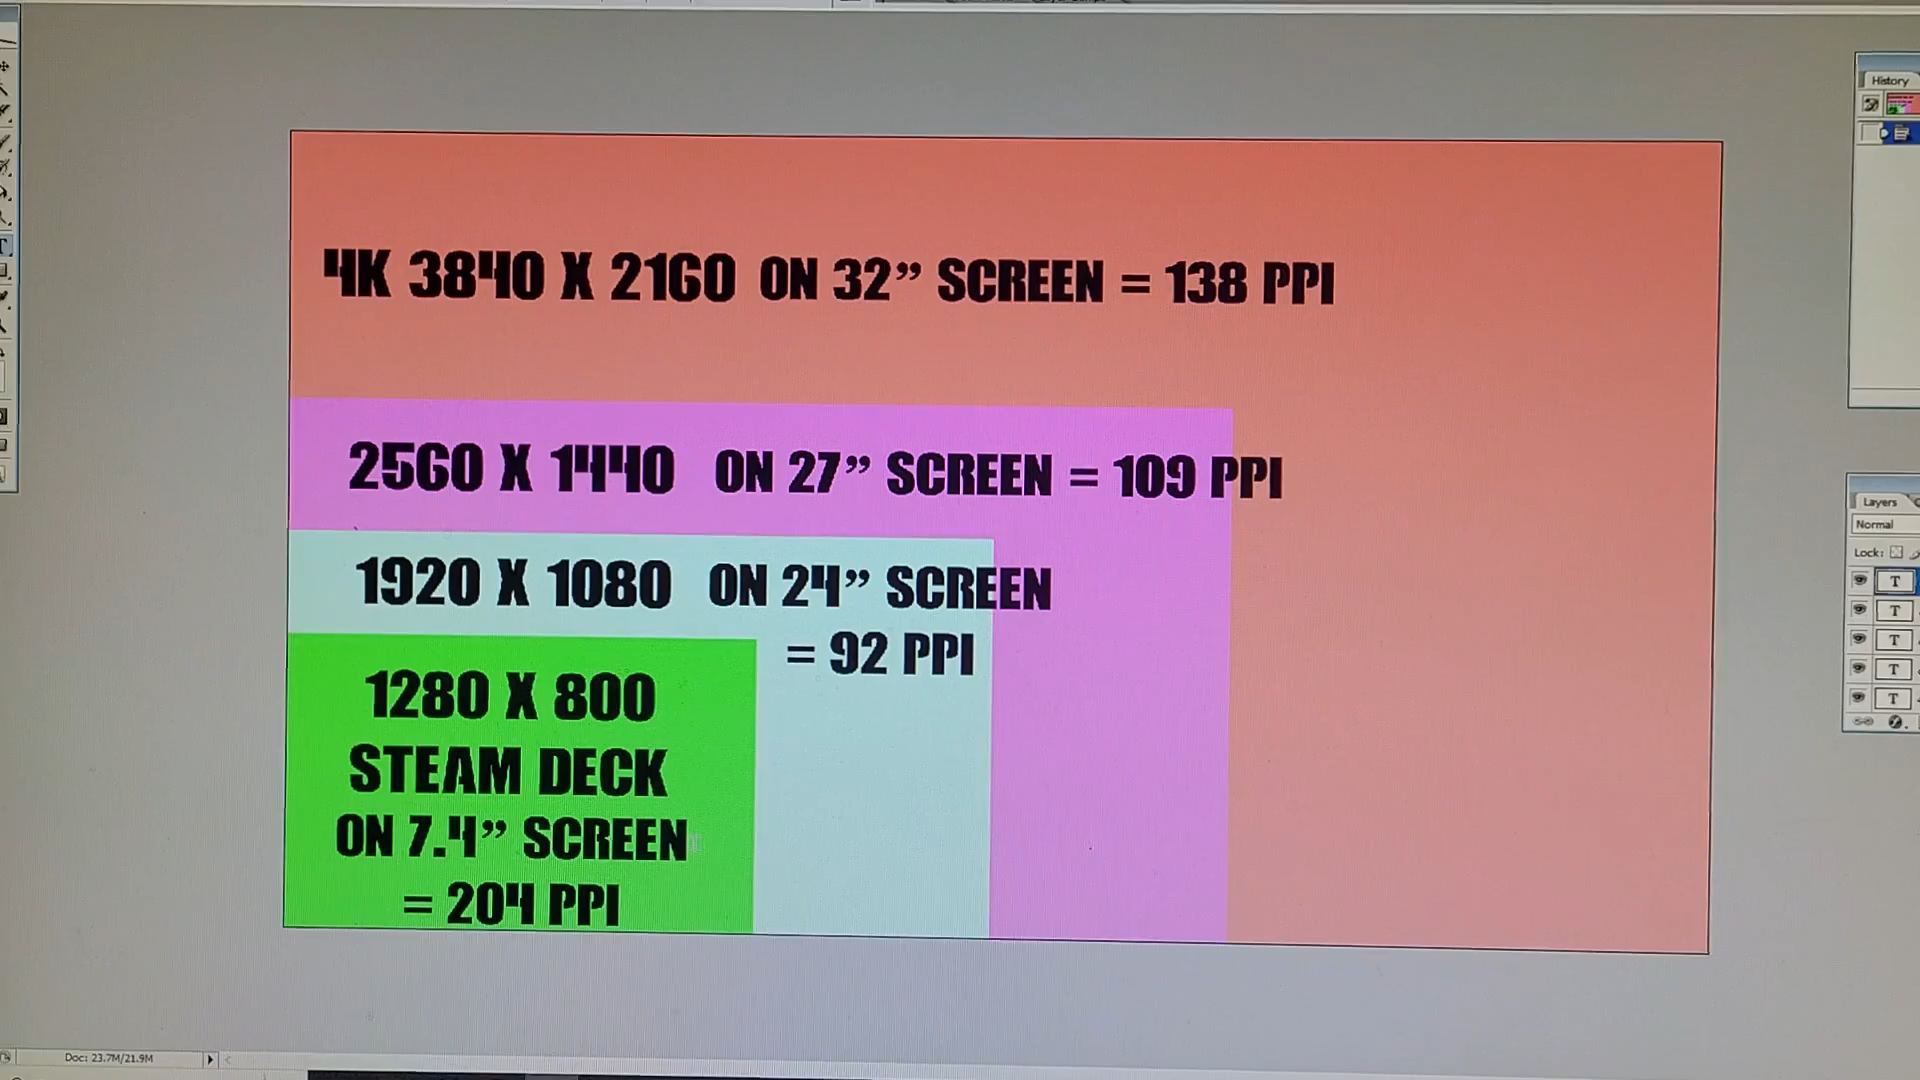 4K 3840 X 2160 ON 32” SCREEN = 138 PPI
2560 X 1440 ON 27” SCREEN = 109 PPI
1920 X 1080 ON 24” SCREEN
= 92 PPI
1280 X 800
STEAM DECK
ON 7.4” SCREEN
= 204 PPI
History
Layers
Normal
Lock:
T
T
T
T
T
Doc: 23.7M/21.9M